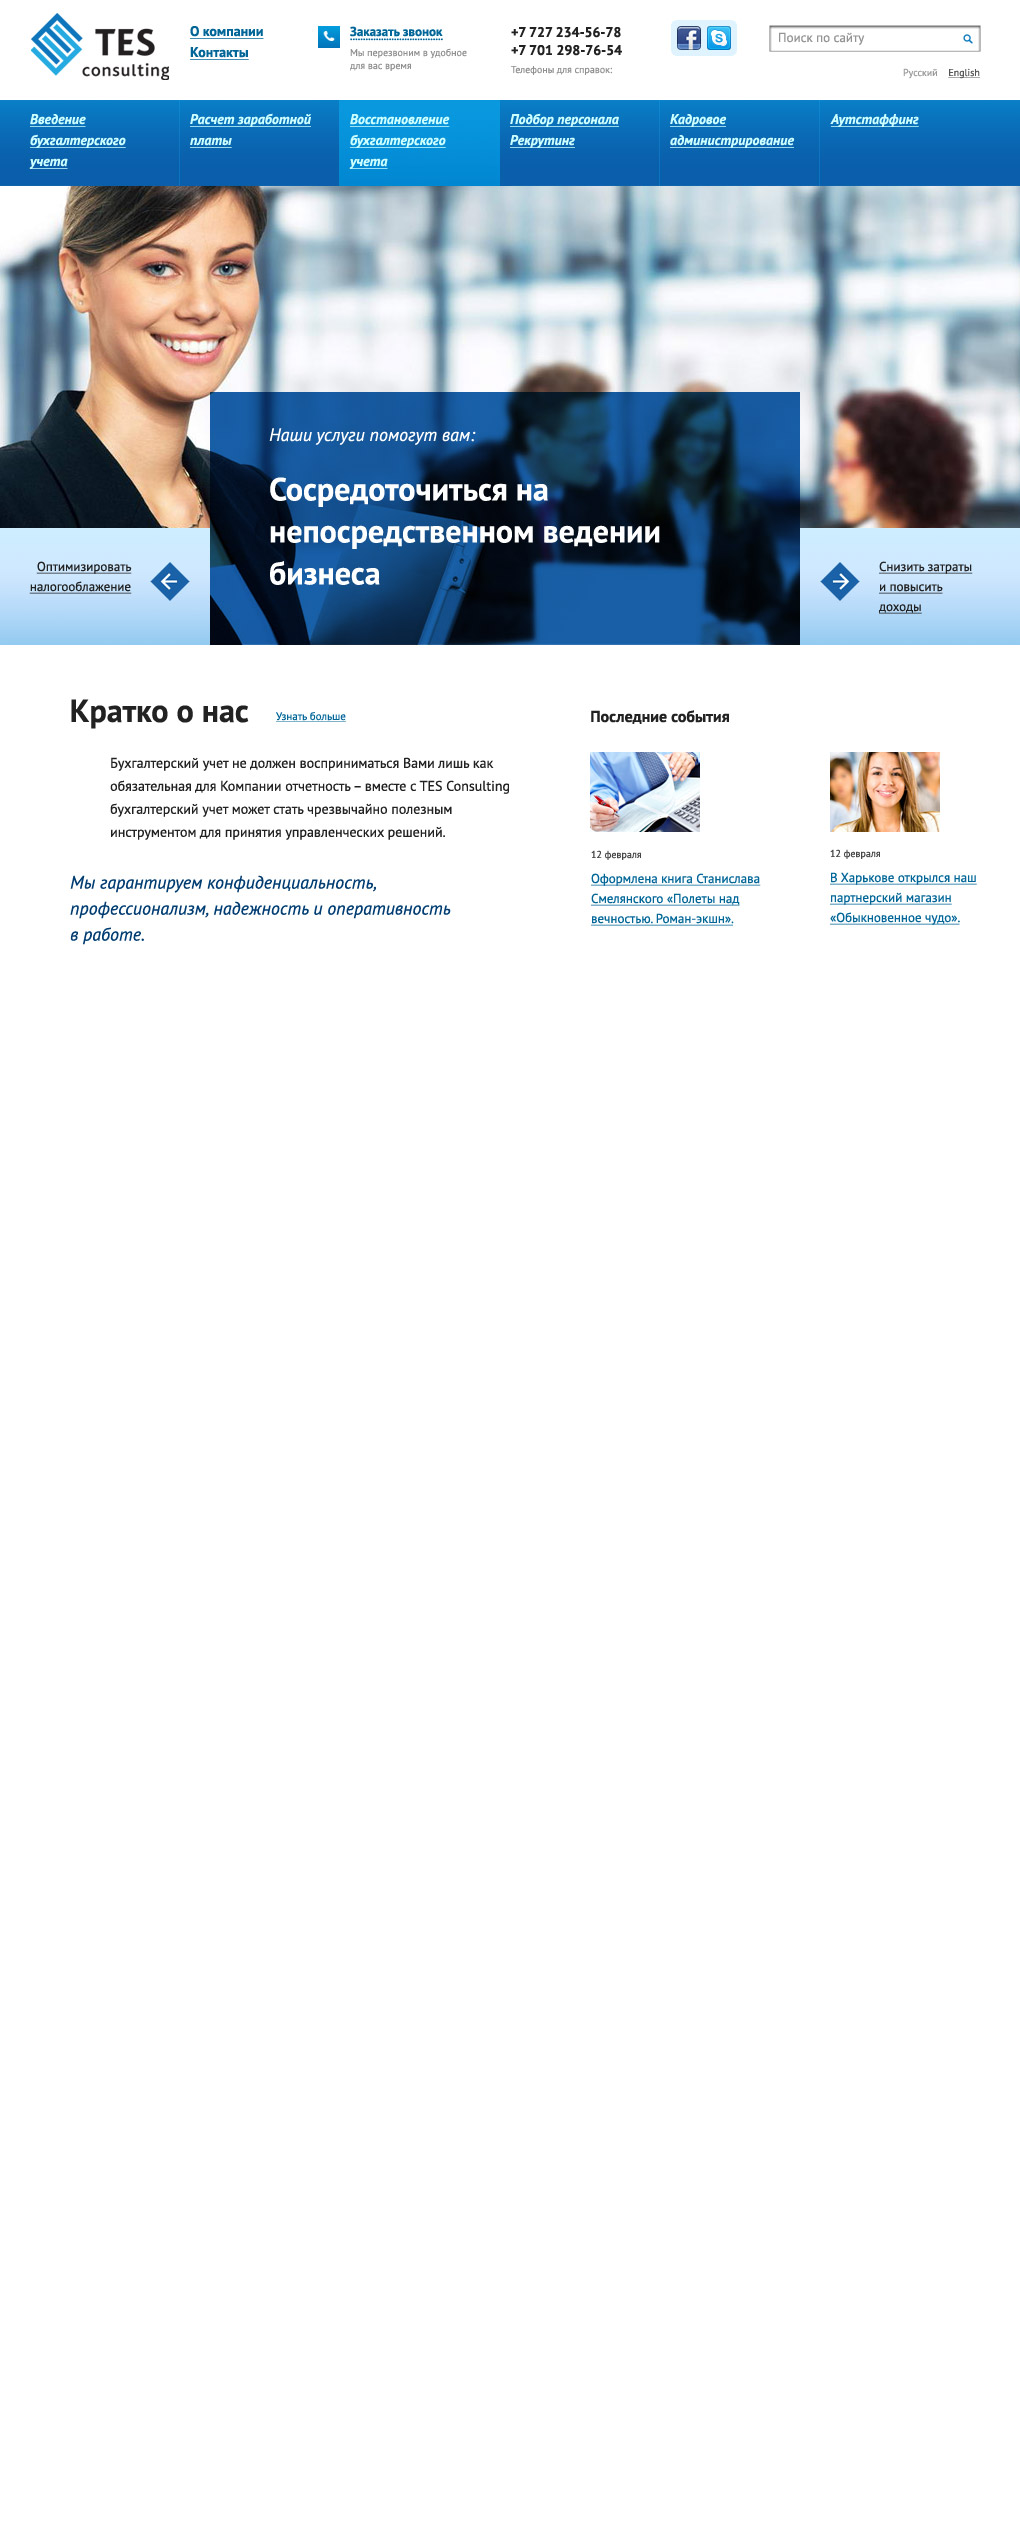 TES
consulting
О компании
Контакты
Заказать звонок
Мы перезвоним в удобное
для вас время
+7 727 234-56-78
+7 701 298-76-54
Телефоны для справок:
Поиск по сайту
Русский English
Введение
бухгалтерского
учета
Расчет заработной
платы
Восстановление
бухгалтерского
учета
Подбор персонала
Рекрутинг
Кадровое
администрирование
Аутстаффинг
Наши услуги помогут вам:
Сосредоточиться на
непосредственном ведении
бизнеса
Оптимизировать
налогооблажение
Снизить затраты
и повысить
доходы
Кратко о нас
Узнать больше
Бухгалтерский учет не должен восприниматься Вами лишь как
обязательная для Компании отчетность – вместе с TES Consulting
бухгалтерский учет может стать чрезвычайно полезным
инструментом для принятия управленческих решений.
Мы гарантируем конфиденциальность,
профессионализм, надежность и оперативность
в работе.
Последние события
12 февраля
Оформлена книга Станислава
Смелянского «Полеты над
вечностью. Роман-экшн».
12 февраля
В Харькове открылся наш
партнерский магазин
«Обыкновенное чудо».